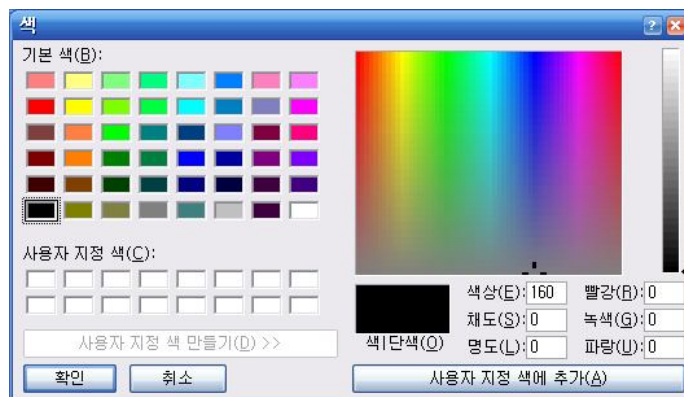 색
기본 색(B):
사용자 지정 색(C):
사용자 지정 색 만들기(D) >>
확인
취소
색|단색(O)
색상(E): 160
채도(S): 0
명도(L): 0
빨강(R): 0
녹색(G): 0
파랑(U): 0
사용자 지정 색에 추가(A)